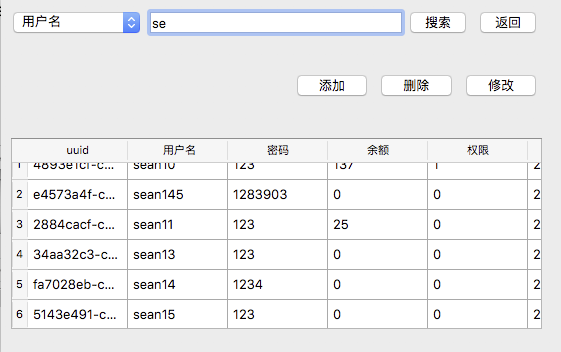 用户名 se 搜索 返回
添加 删除 修改
uuid 用户名 密码 余额 权限
1 4893e1cf-c... sean10 123 137 1 2
2 e4573a4f-c... sean145 1283903 0 0 2
3 2884cacf-c... sean11 123 25 0 2
4 34aa32c3-c... sean13 123 0 0 2
5 fa7028eb-c... sean14 1234 0 0 2
6 5143e491-c... sean15 123 0 0 2